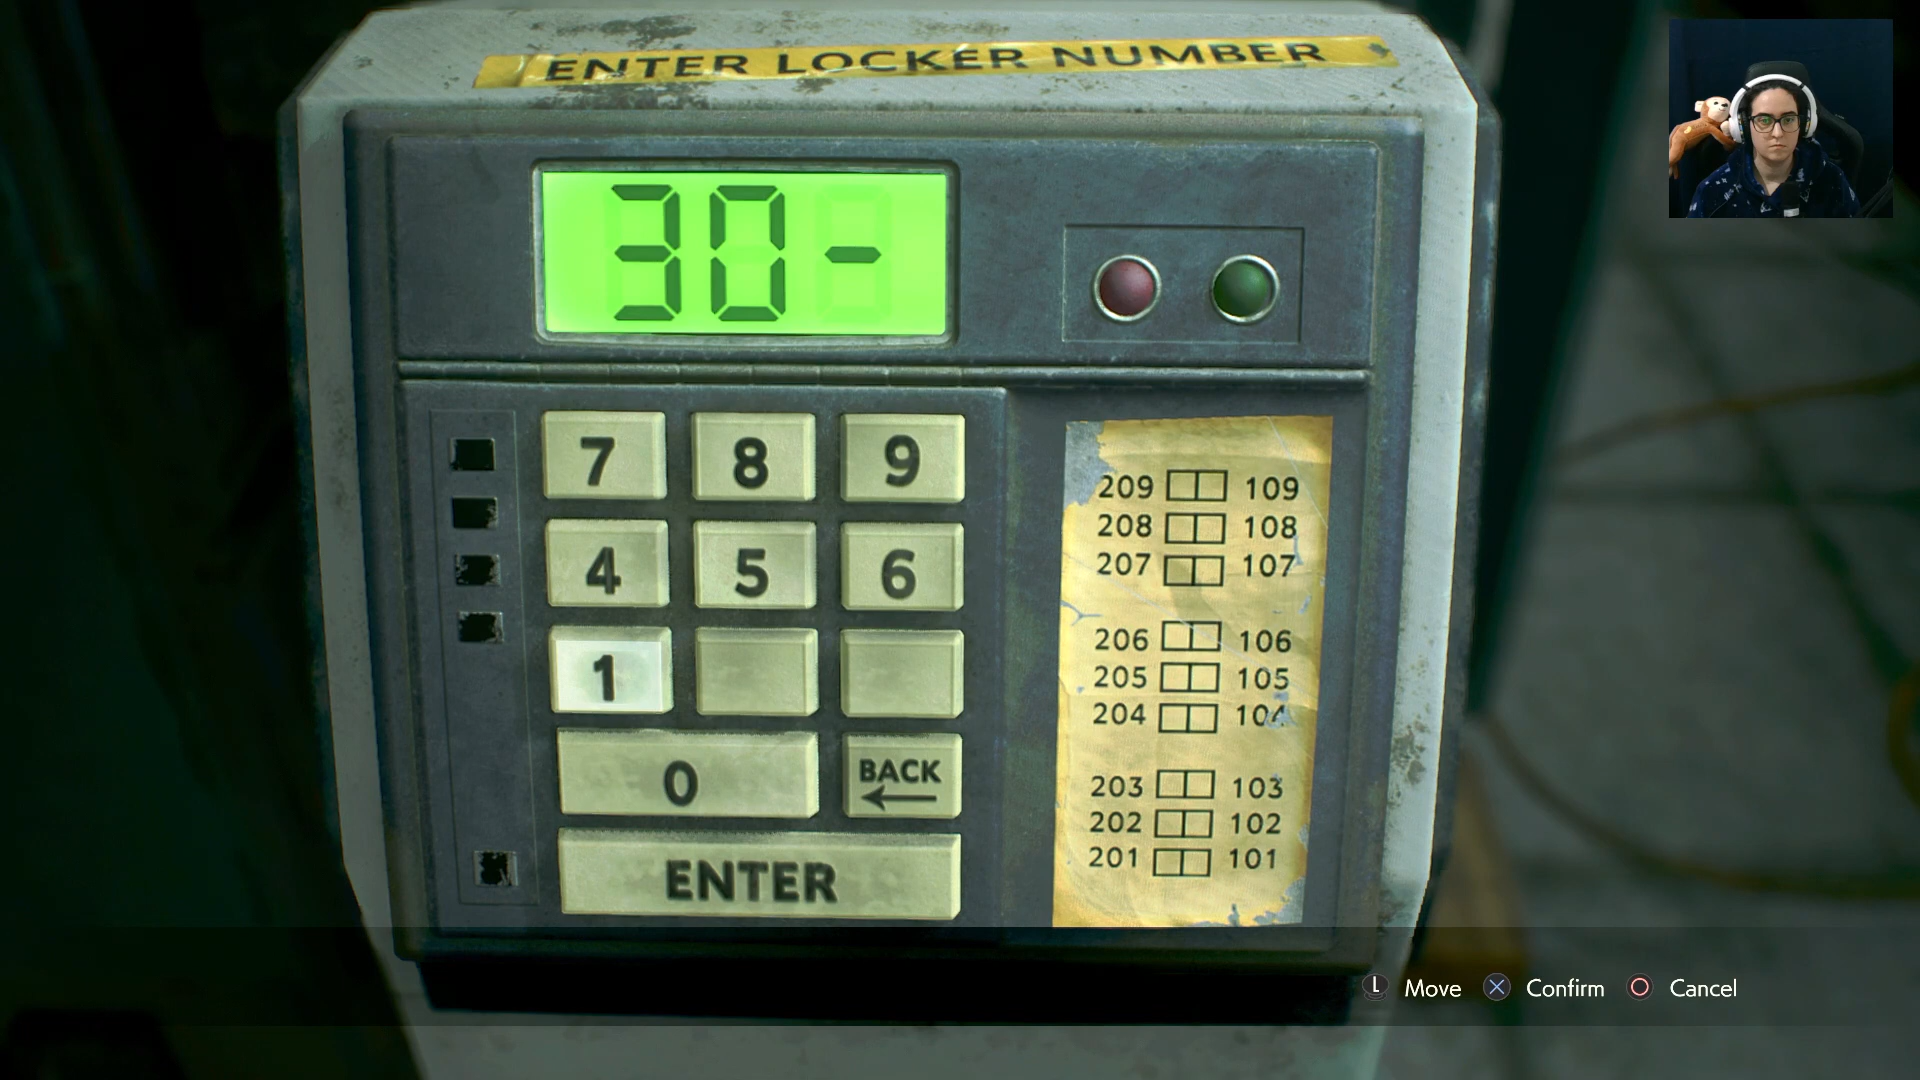 ENTER LOCKER NUMBER
30-
7 8 9
4 5 6
1
0 BACK
ENTER
209 109
208 108
207 107
206 106
205 105
204 104
203 103
202 102
201 101
L Move Confirm Cancel